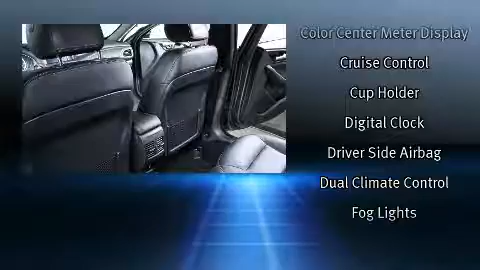 Color Center Meter Display
Cruise Control
Cup Holder
Digital Clock
Driver Side Airbag
Dual Climate Control
Fog Lights